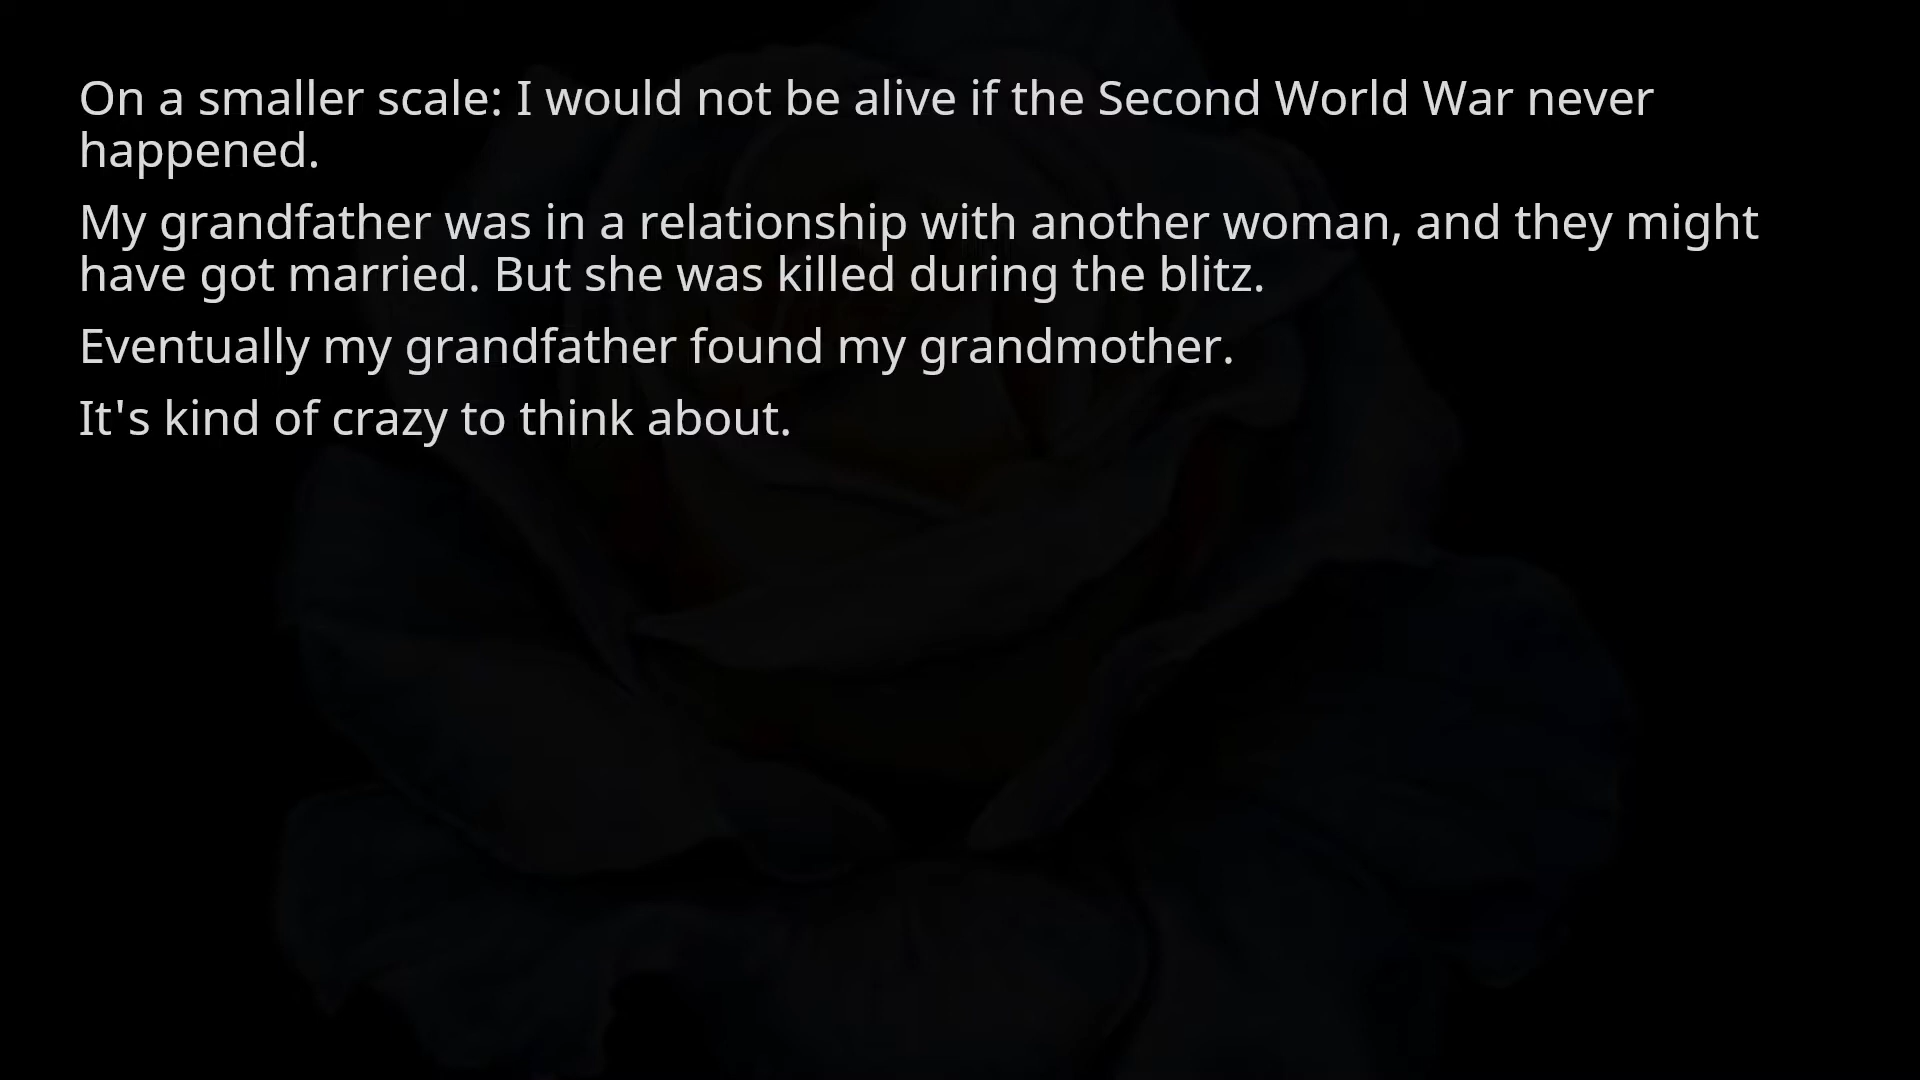 On a smaller scale: I would not be alive if the Second World War never
happened.
My grandfather was in a relationship with another woman, and they might
have got married. But she was killed during the blitz.
Eventually my grandfather found my grandmother.
It's kind of crazy to think about.